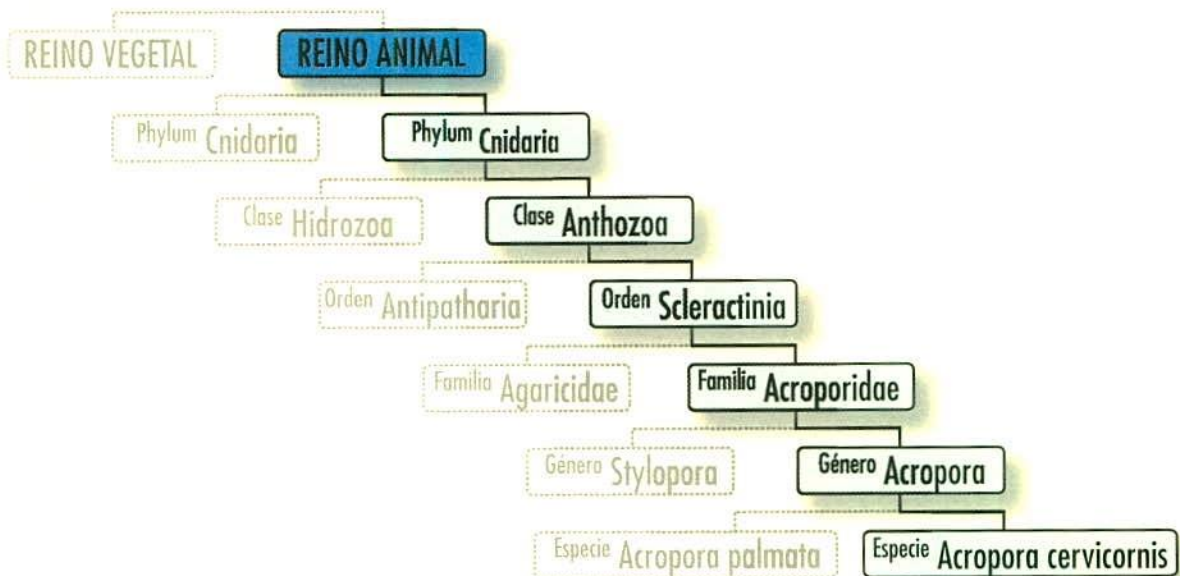 REINO VEGETAL REINO ANIMAL
Phylum Cnidaria Phylum Cnidaria
Clase Hidrozoa Clase Anthozoa
Orden Antipatharia Orden Scleractinia
Familia Agaricidae Familia Acroporidae
Género Stylopora Género Acropora
Especie Acropora palmata Especie Acropora cervicornis